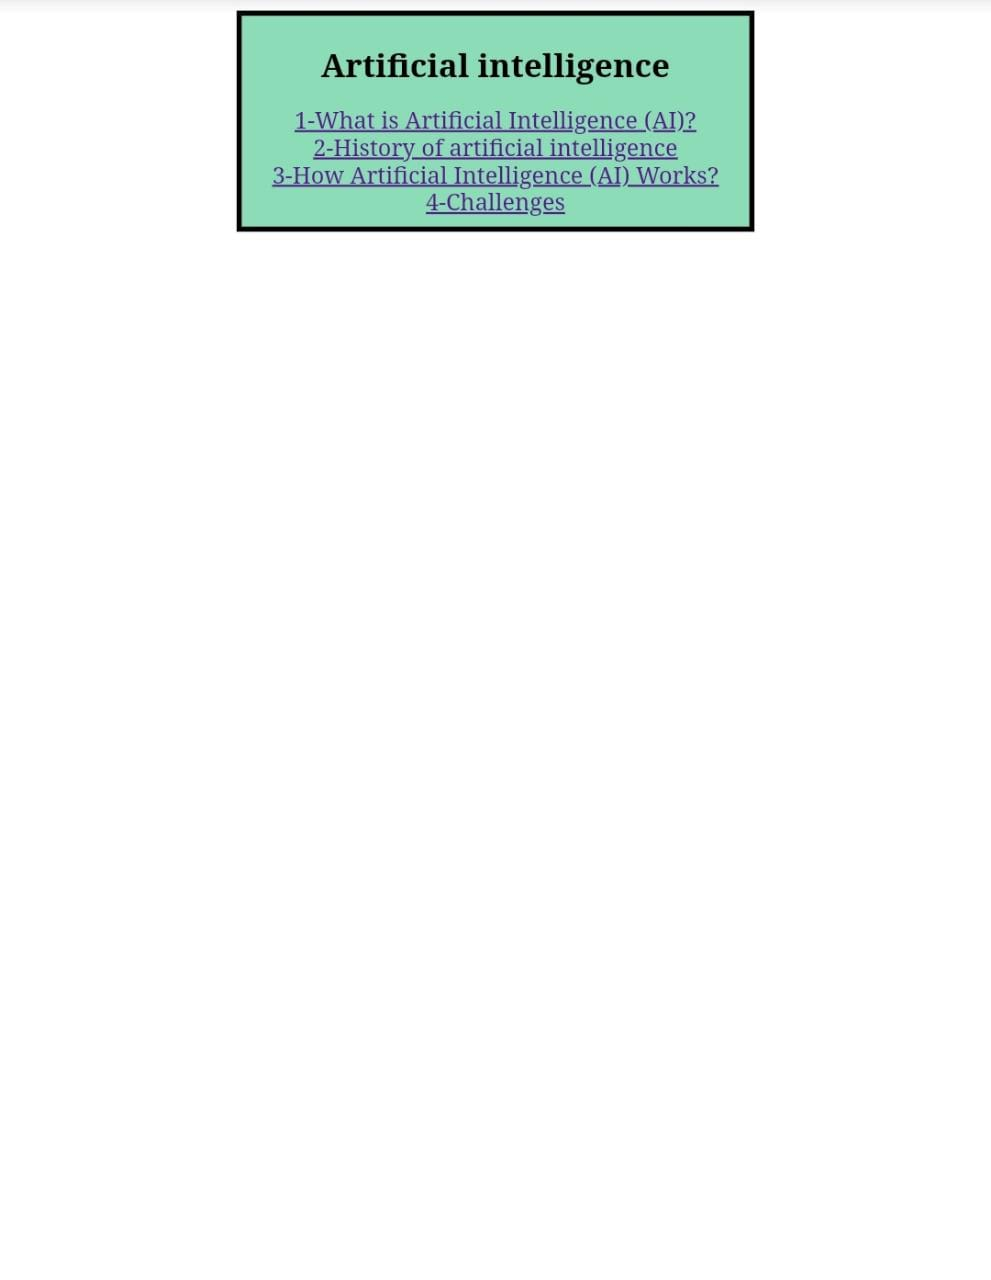 Artificial intelligence
1-What is Artificial Intelligence (AI)?
2-History of artificial intelligence
3-How Artificial Intelligence (AI) Works?
4-Challenges